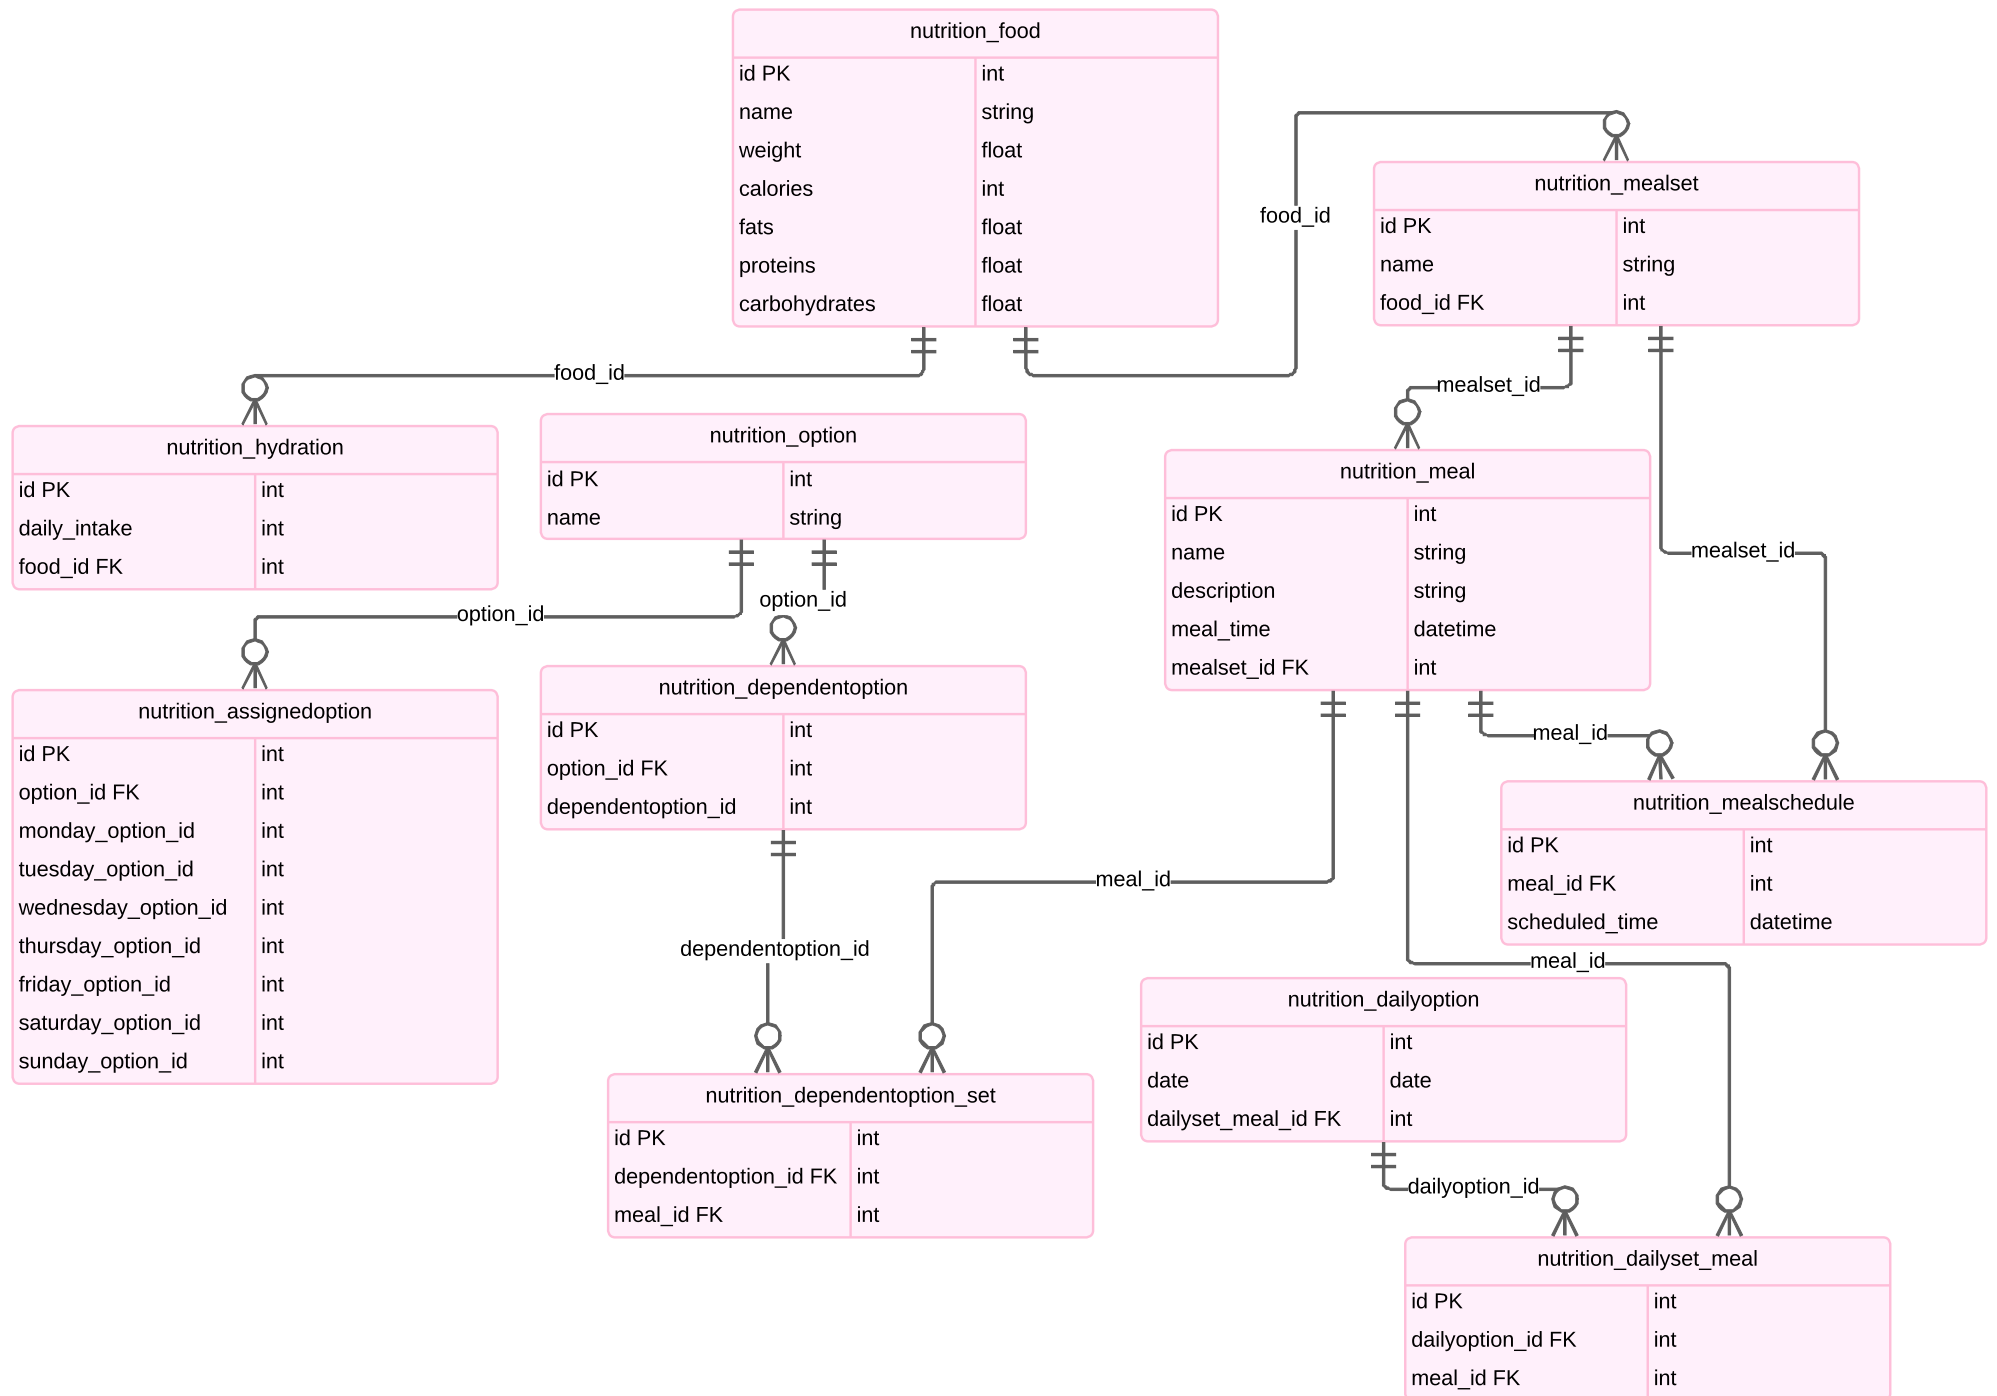 nutrition_food
id PK int
name string
weight float
calories int
fats float
proteins float
carbohydrates float
food_id
nutrition_mealset
id PK int
name string
food_id FK int
food_id
mealset_id
nutrition_hydration
id PK int
daily_intake int
food_id FK int
nutrition_option
id PK int
name string
nutrition_meal
id PK int
name string
description string
meal_time datetime
mealset_id FK int
mealset_id
option_id
option_id
nutrition_assignedoption
id PK int
option_id FK int
monday_option_id int
tuesday_option_id int
wednesday_option_id int
thursday_option_id int
friday_option_id int
saturday_option_id int
sunday_option_id int
nutrition_dependentoption
id PK int
option_id FK int
dependentoption_id int
meal_id
nutrition_mealschedule
id PK int
meal_id FK int
scheduled_time datetime
meal_id
dependentoption_id
meal_id
nutrition_dailyoption
id PK int
date date
dailyset_meal_id FK int
nutrition_dependentoption_set
id PK int
dependentoption_id FK int
meal_id FK int
dailyoption_id
nutrition_dailyset_meal
id PK int
dailyoption_id FK int
meal_id FK int